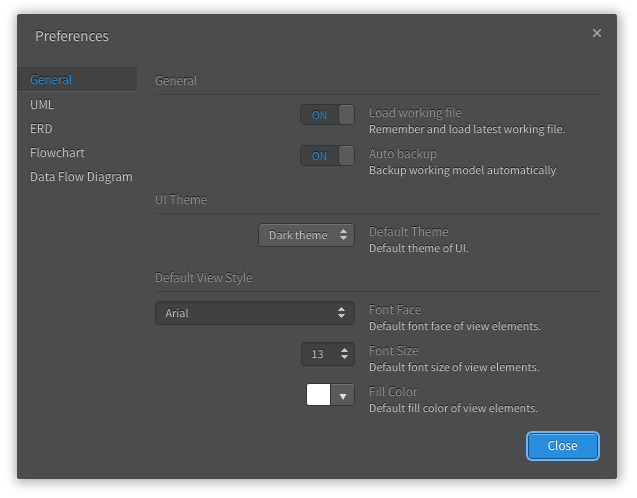 Preferences
General
UML
ERD
Flowchart
Data Flow Diagram
General
ON
Load working file
Remember and load latest working file.
ON
Auto backup
Backup working model automatically
UI Theme
Dark theme
Default Theme
Default theme of UI.
Default View Style
Arial
Font Face
Default font face of view elements.
13
Font Size
Default font size of view elements.
Fill Color
Default fill color of view elements.
Close